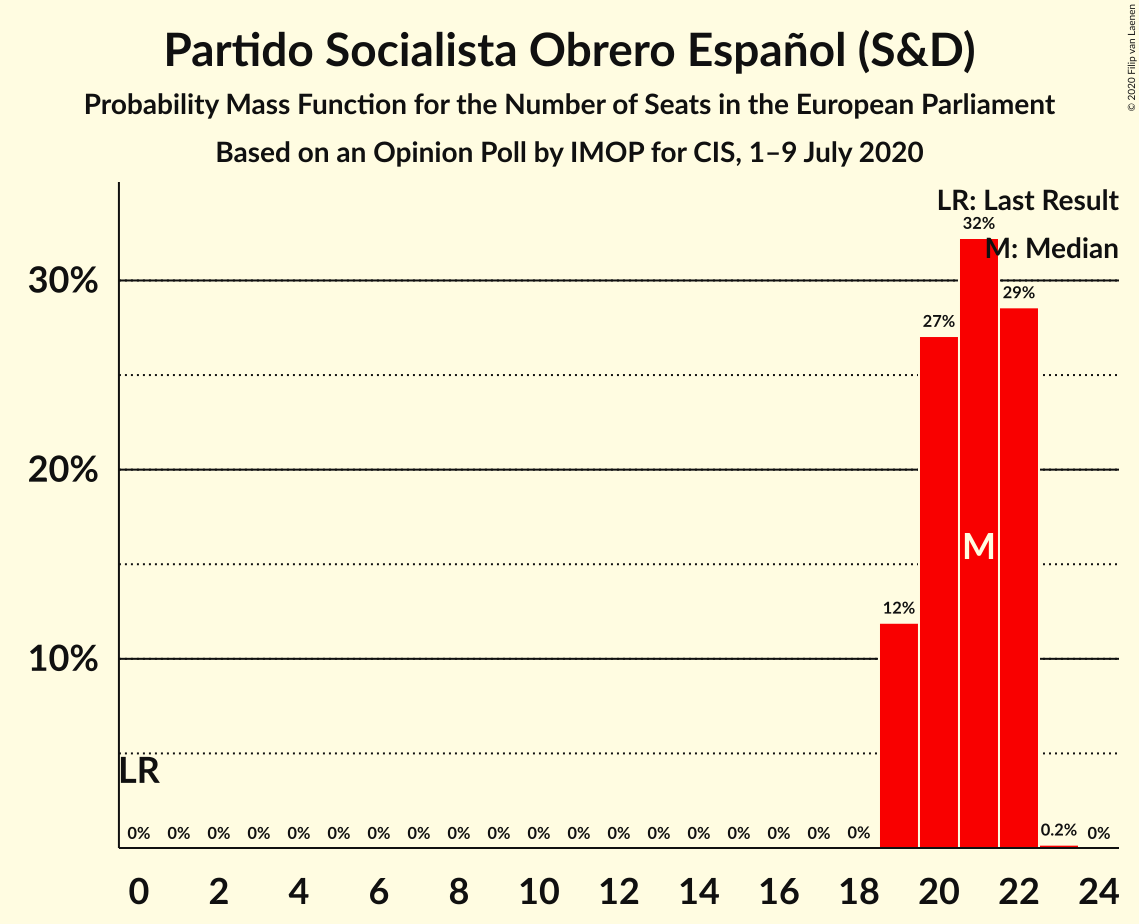 Partido Socialista Obrero Español (S&D)
Probability Mass Function for the Number of Seats in the European Parliament
Based on an Opinion Poll by IMOP for CIS, 1–9 July 2020
© 2020 Filip van Laenen
LR: Last Result
M: Median
32%
30%
29%
27%
20%
M
12%
10%
LR
0% 0% 0% 0% 0% 0% 0% 0% 0% 0% 0% 0% 0% 0% 0% 0% 0% 0% 0% 0.2% 0%
0 2 4 6 8 10 12 14 16 18 20 22 24